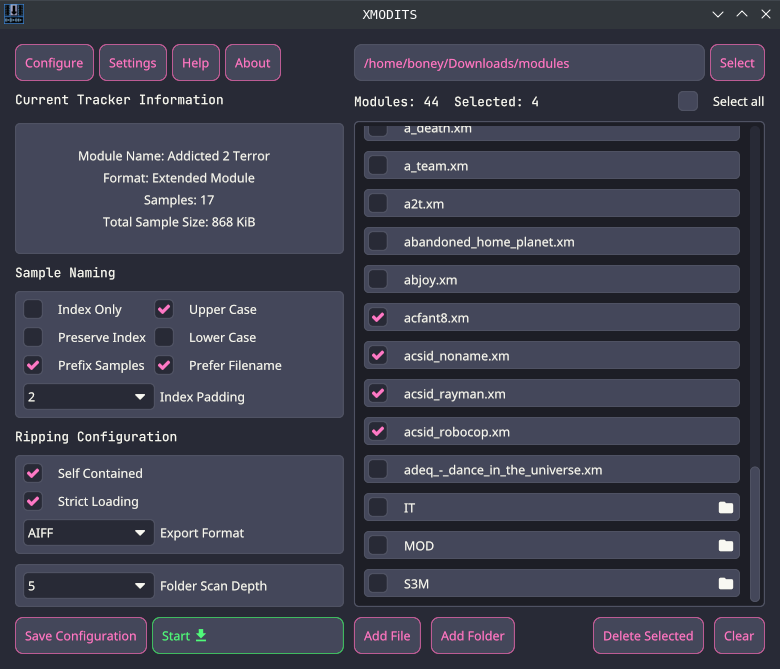 XMODITS
Configure
Settings
Help
About
/home/boney/Downloads/modules
Select
Current Tracker Information
Modules: 44 Selected: 4
Select all
Module Name: Addicted 2 Terror
Format: Extended Module
Samples: 17
Total Sample Size: 868 KiB
Sample Naming
Index Only
Upper Case
Preserve Index
Lower Case
Prefix Samples
Prefer Filename
2
Index Padding
Ripping Configuration
Self Contained
Strict Loading
AIFF
Export Format
5
Folder Scan Depth
Save Configuration
Start
a_death.xm
a_team.xm
a2t.xm
abandoned_home_planet.xm
abjoy.xm
acfant8.xm
acsid_noname.xm
acsid_rayman.xm
acsid_robocop.xm
adeq_-_dance_in_the_universe.xm
IT
MOD
S3M
Add File
Add Folder
Delete Selected
Clear